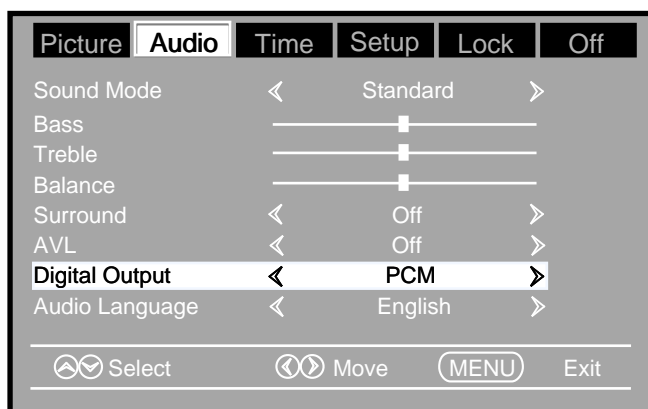 Picture Audio Time Setup Lock Off
Sound Mode Standard
Bass
Treble
Balance
Surround Off
AVL Off
Digital Output PCM
Audio Language English
Select Move MENU Exit